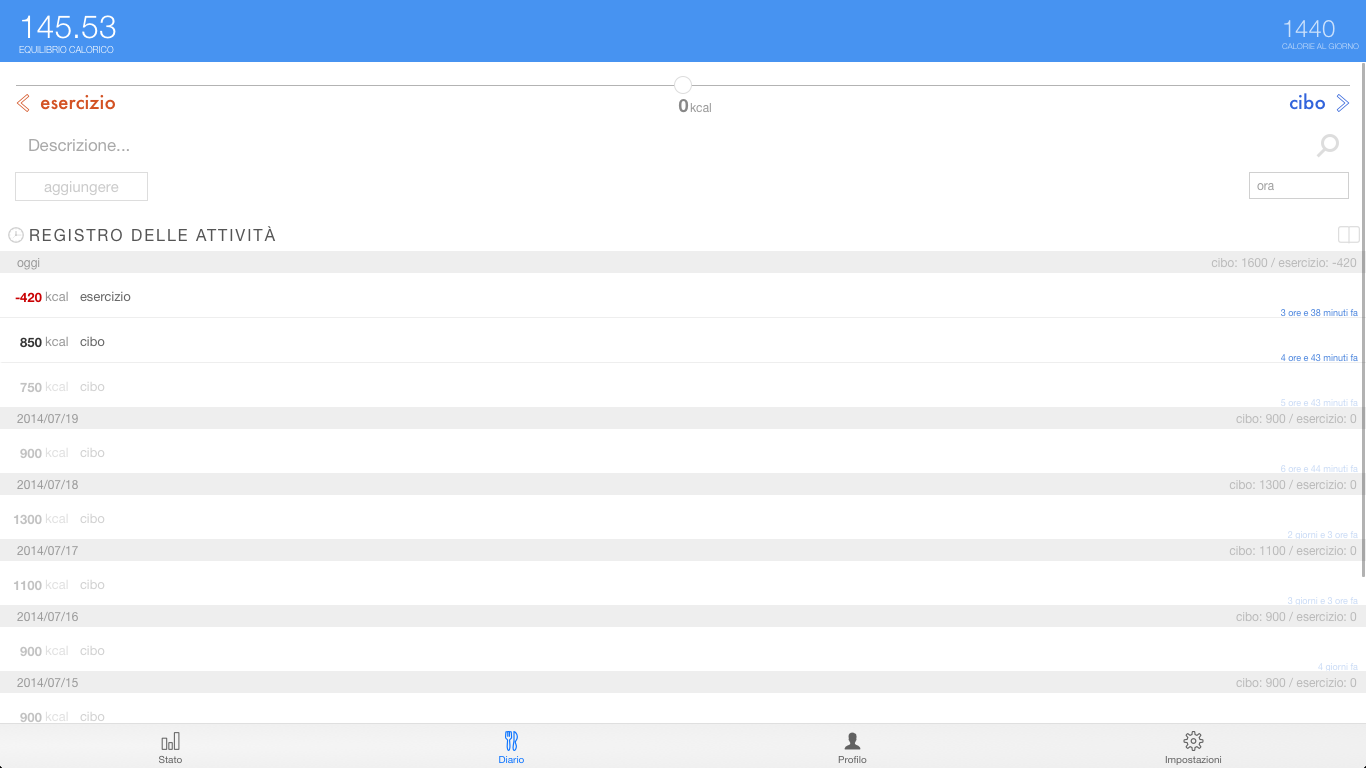 145.53
EQUILIBRIO CALORICO
1440
CALORIE AL GIORNO
esercizio
0 kcal
cibo
Descrizione...
aggiungere
ora
REGISTRO DELLE ATTIVITÀ
oggi cibo: 1600 / esercizio: -420
-420 kcal esercizio
3 ore e 38 minuti fa
850 kcal cibo
4 ore e 43 minuti fa
750 kcal cibo
5 ore e 43 minuti fa
2014/07/19 cibo: 900 / esercizio: 0
900 kcal cibo
6 ore e 44 minuti fa
2014/07/18 cibo: 1300 / esercizio: 0
1300 kcal cibo
2 giorni e 3 ore fa
2014/07/17 cibo: 1100 / esercizio: 0
1100 kcal cibo
3 giorni e 3 ore fa
2014/07/16 cibo: 900 / esercizio: 0
900 kcal cibo
4 giorni fa
2014/07/15 cibo: 900 / esercizio: 0
900 kcal cibo
Stato Diario Profilo Impostazioni